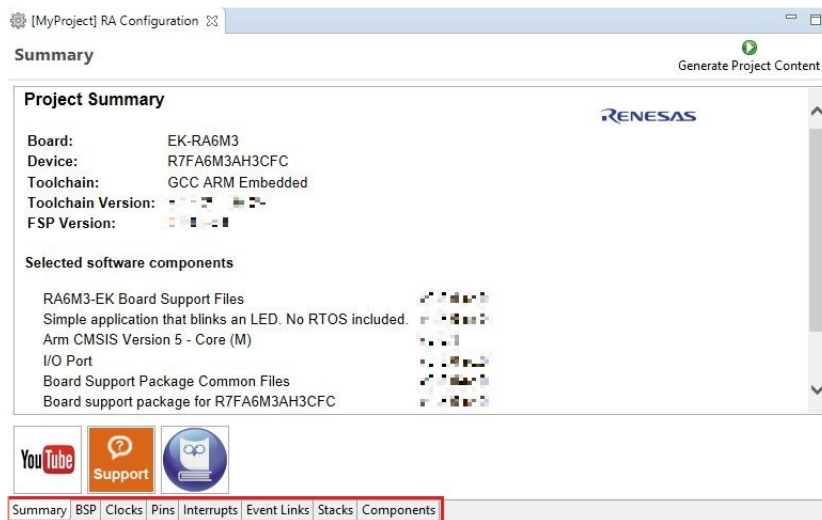 [MyProject] RA Configuration
Summary
Generate Project Content
Project Summary
RENESAS
Board: EK-RA6M3
Device: R7FA6M3AH3CFC
Toolchain: GCC ARM Embedded
Toolchain Version:
FSP Version:
Selected software components
RA6M3-EK Board Support Files
Simple application that blinks an LED. No RTOS included.
Arm CMSIS Version 5 - Core (M)
I/O Port
Board Support Package Common Files
Board support package for R7FA6M3AH3CFC
YouTube
Support
Summary BSP Clocks Pins Interrupts Event Links Stacks Components